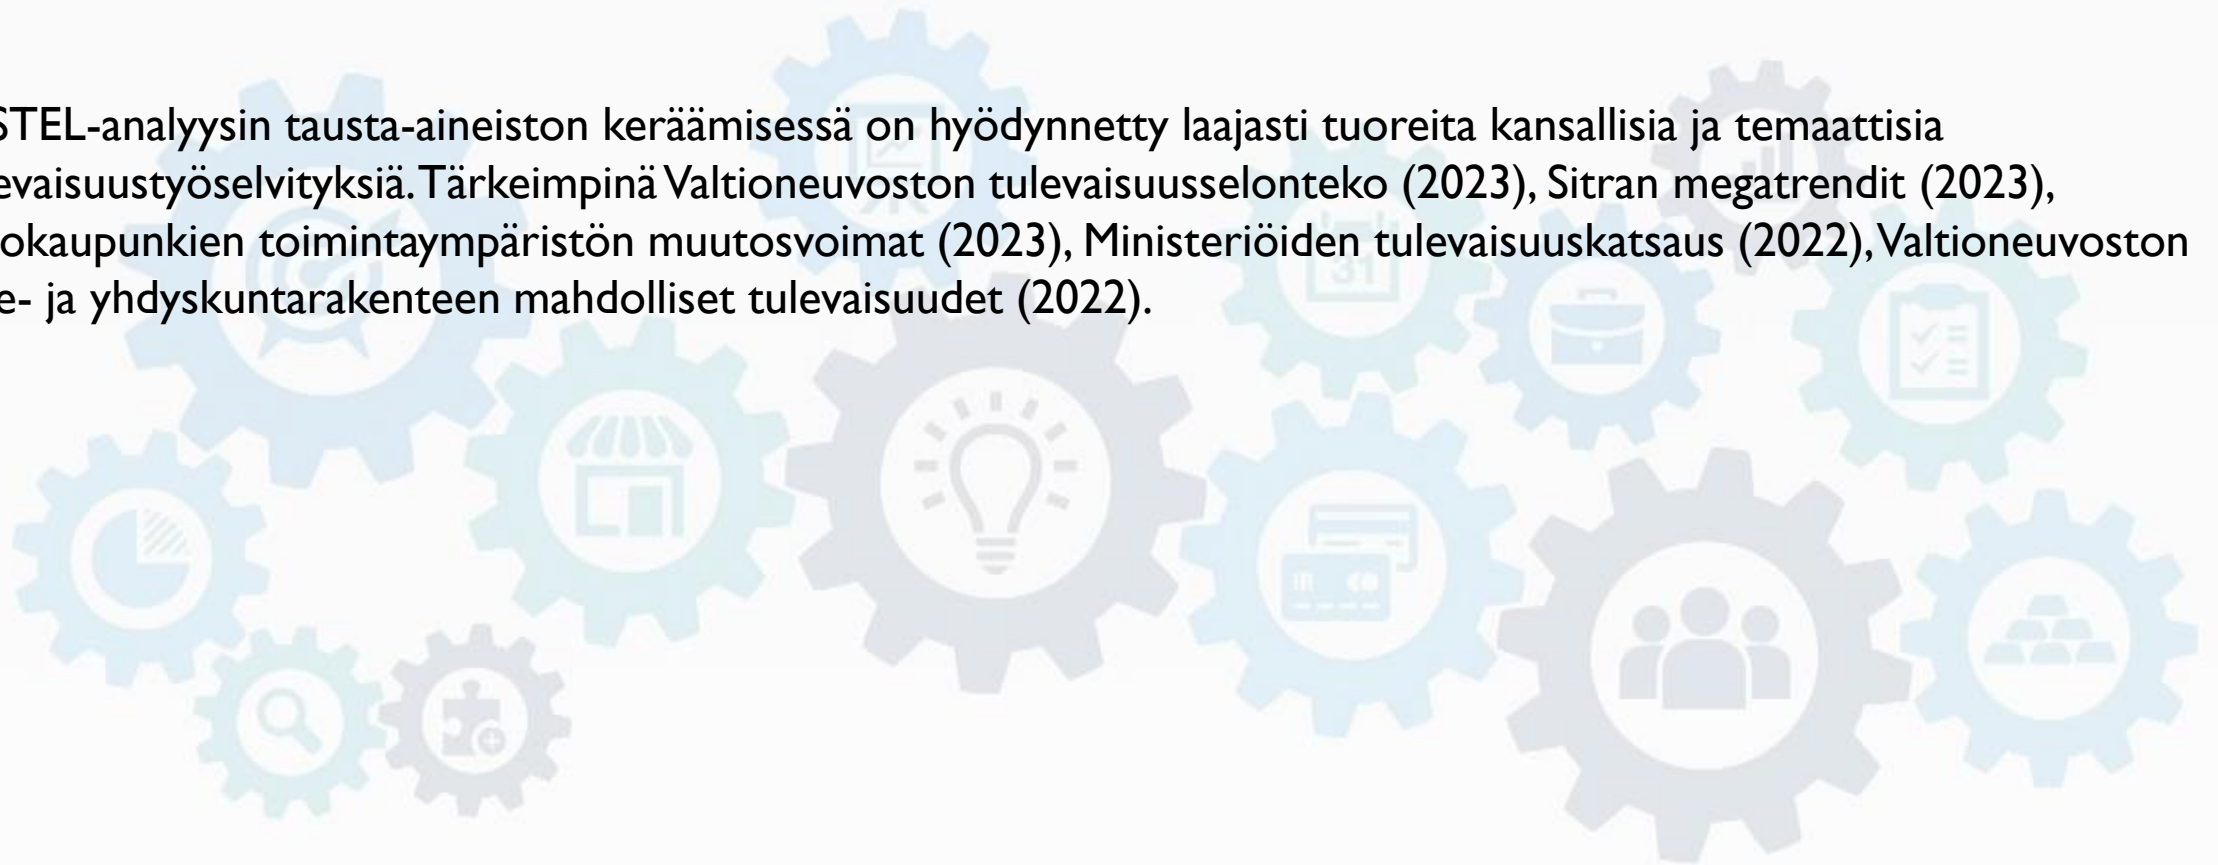 STEL-analyysin tausta-aineiston keräämisessä on hyödynnetty laajasti tuoreita kansallisia ja temaattisia
evaisuustyöselvityksiä. Tärkeimpinä Valtioneuvoston tulevaisuusselonteko (2023), Sitran megatrendit (2023),
okaupunkien toimintaympäristön muutosvoimat (2023), Ministeriöiden tulevaisuuskatsaus (2022), Valtioneuvoston
e- ja yhdyskuntarakenteen mahdolliset tulevaisuudet (2022).
31